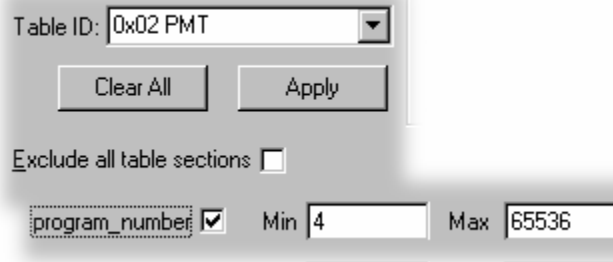 Table ID: 0x02 PMT
Clear All Apply
Exclude all table sections
program_number Min 4 Max 65536